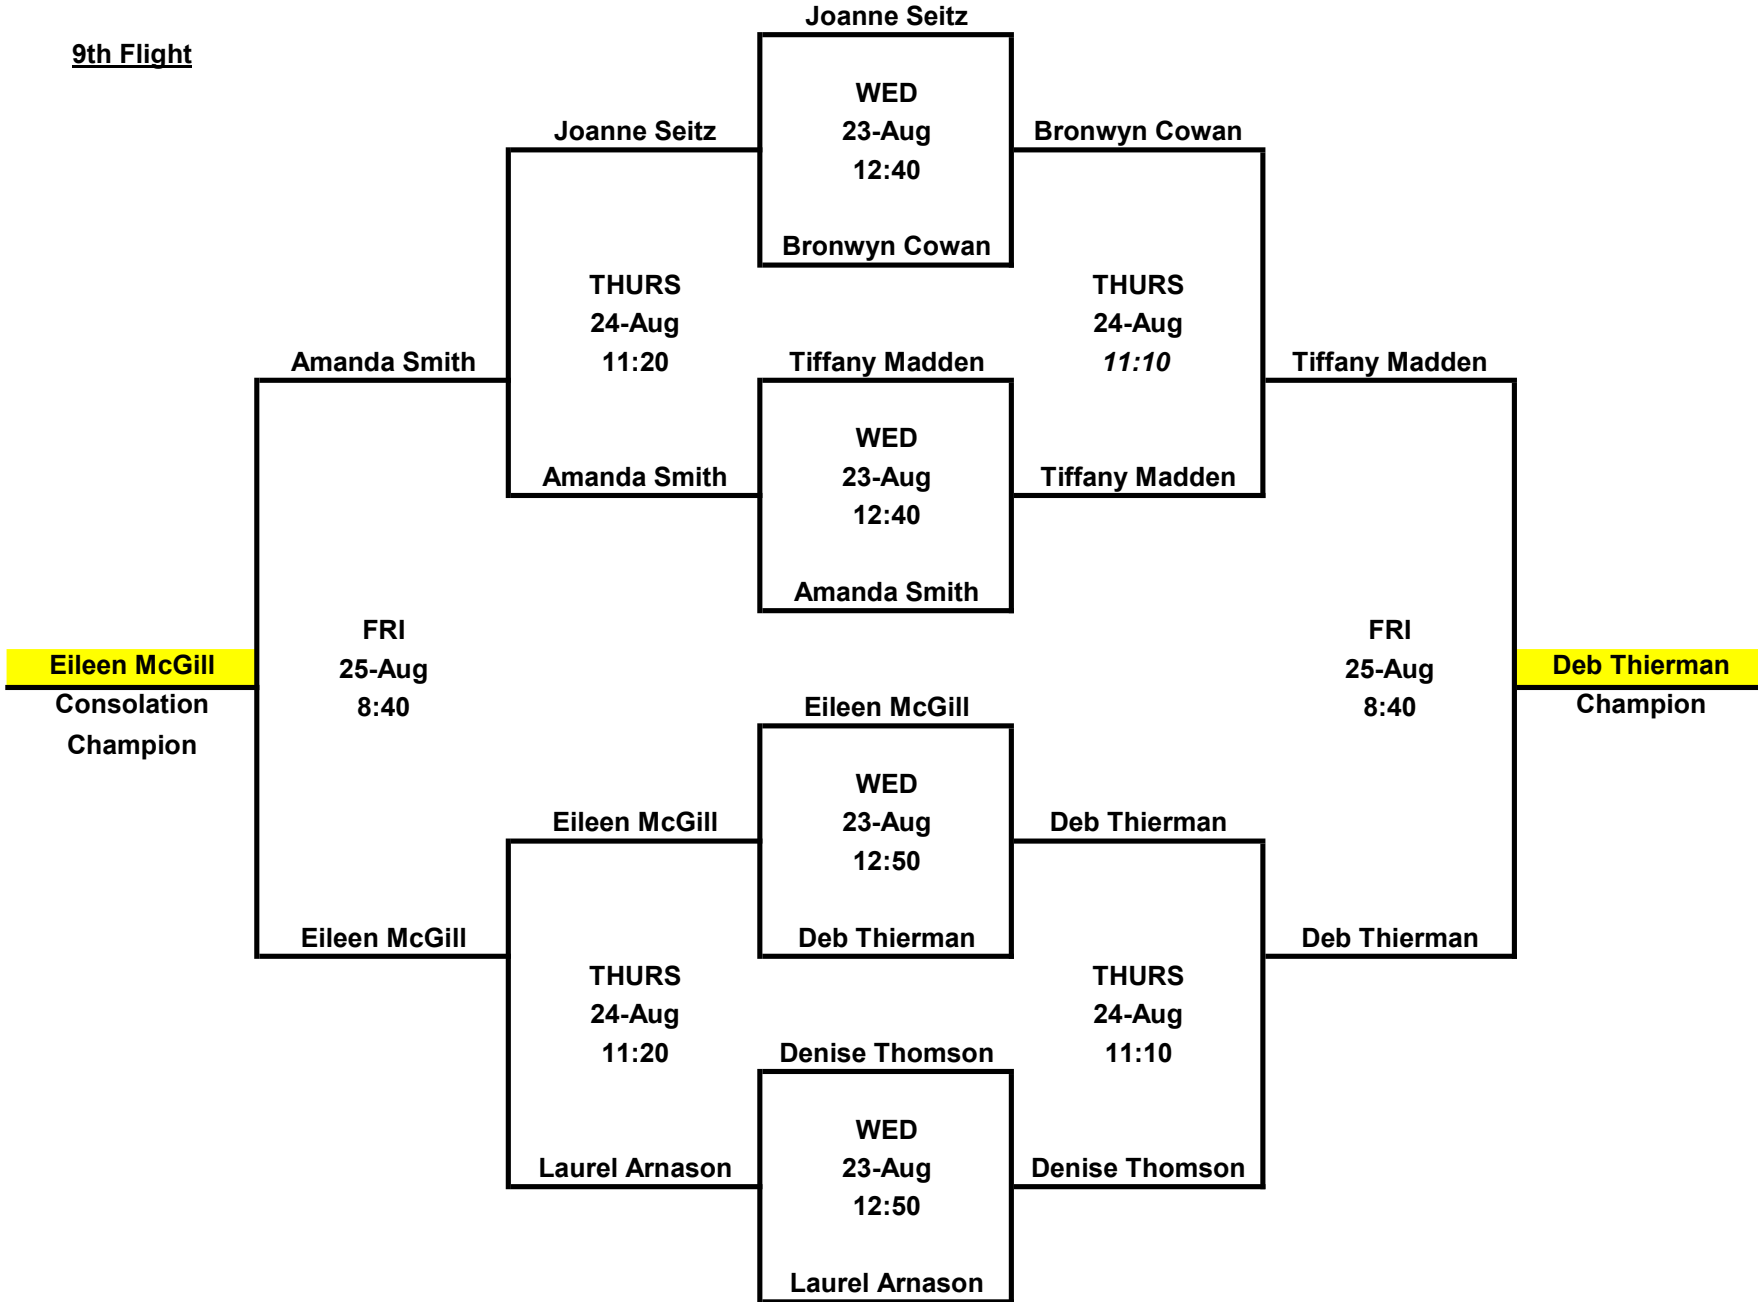 Joanne Seitz
9th Flight
WED
Joanne Seitz 23-Aug Bronwyn Cowan
12:40
Bronwyn Cowan
THURS THURS
24-Aug 24-Aug
Amanda Smith 11:20 Tiffany Madden 11:10 Tiffany Madden
WED
Amanda Smith 23-Aug Tiffany Madden
12:40
Amanda Smith
FRI FRI
Eileen McGill 25-Aug 25-Aug Deb Thierman
Consolation 8:40 Eileen McGill 8:40 Champion
Champion
WED
Eileen McGill 23-Aug Deb Thierman
12:50
Eileen McGill Deb Thierman Deb Thierman
THURS THURS
24-Aug 24-Aug
11:20 Denise Thomson 11:10
WED
Laurel Arnason 23-Aug Denise Thomson
12:50
Laurel Arnason